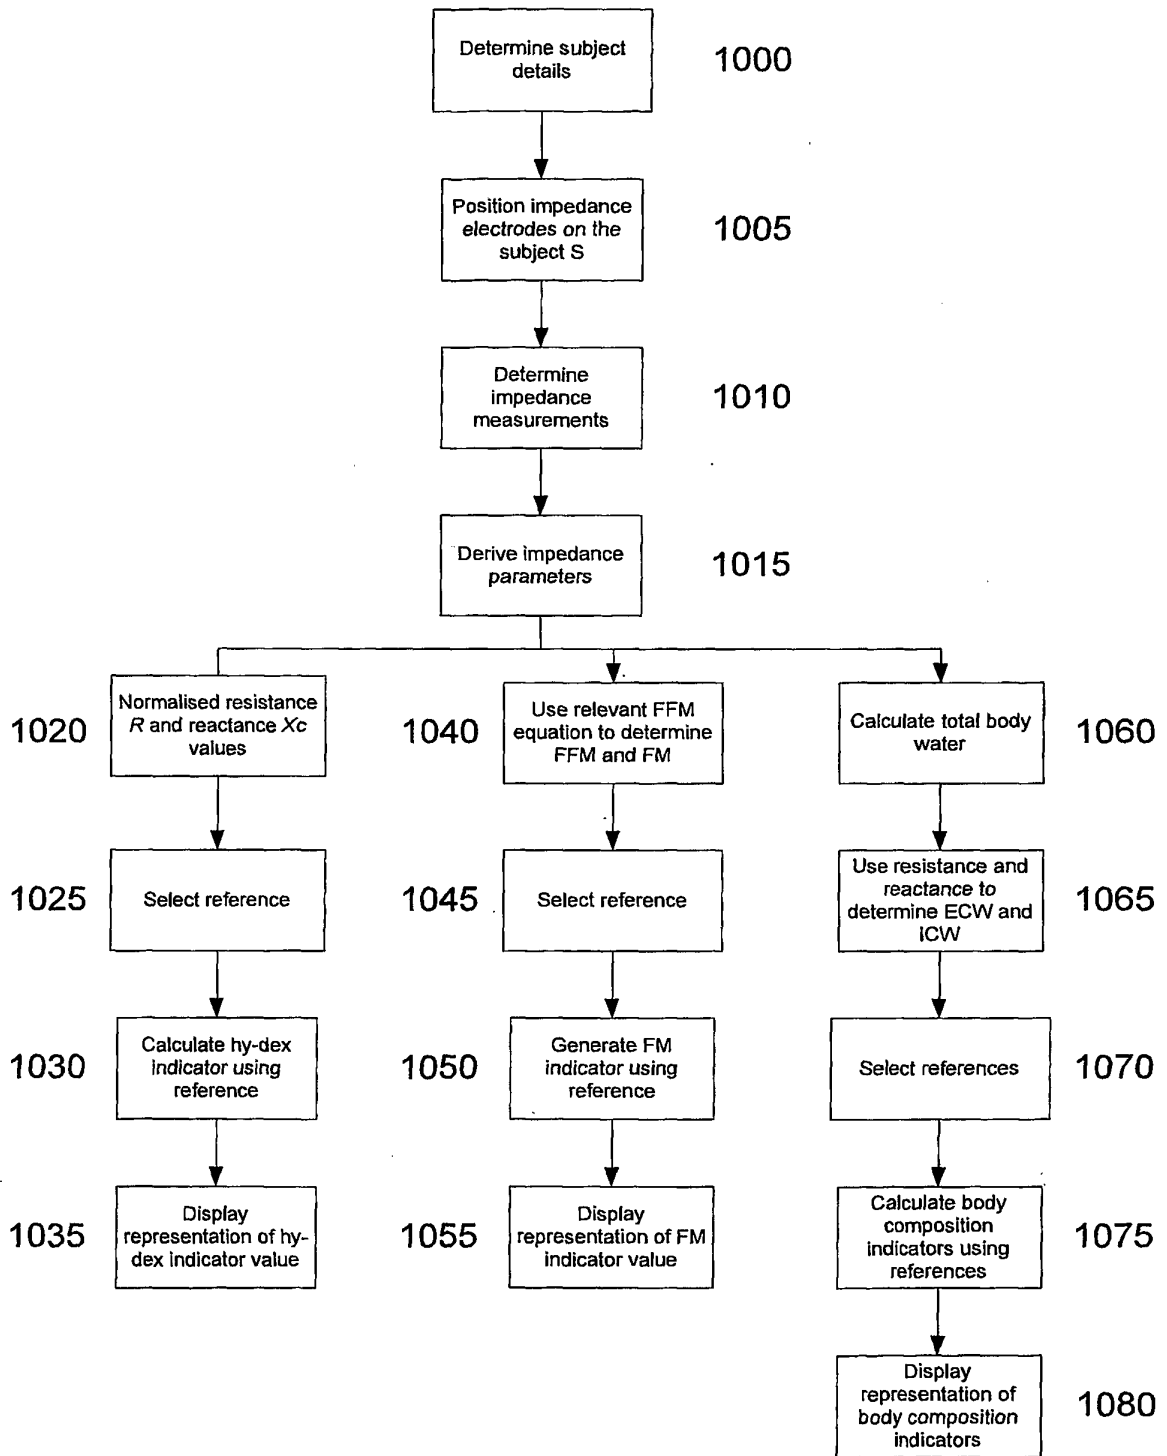 Determine subject
details
1000
Position impedance
electrodes on the
subject S
1005
Determine
impedance
measurements
1010
Derive impedance
parameters
1015
1020
Normalised resistance
R and reactance Xc
values
1040
Use relevant FFM
equation to determine
FFM and FM
Calculate total body
water
1060
1025
Select reference
1045
Select reference
Use resistance and
reactance to
determine ECW and
ICW
1065
1030
Calculate hy-dex
indicator using
reference
1050
Generate FM
indicator using
reference
Select references
1070
1035
Display
representation of hy-
dex indicator value
1055
Display
representation of FM
indicator value
Calculate body
composition
indicators using
references
1075
Display
representation of
body composition
indicators
1080